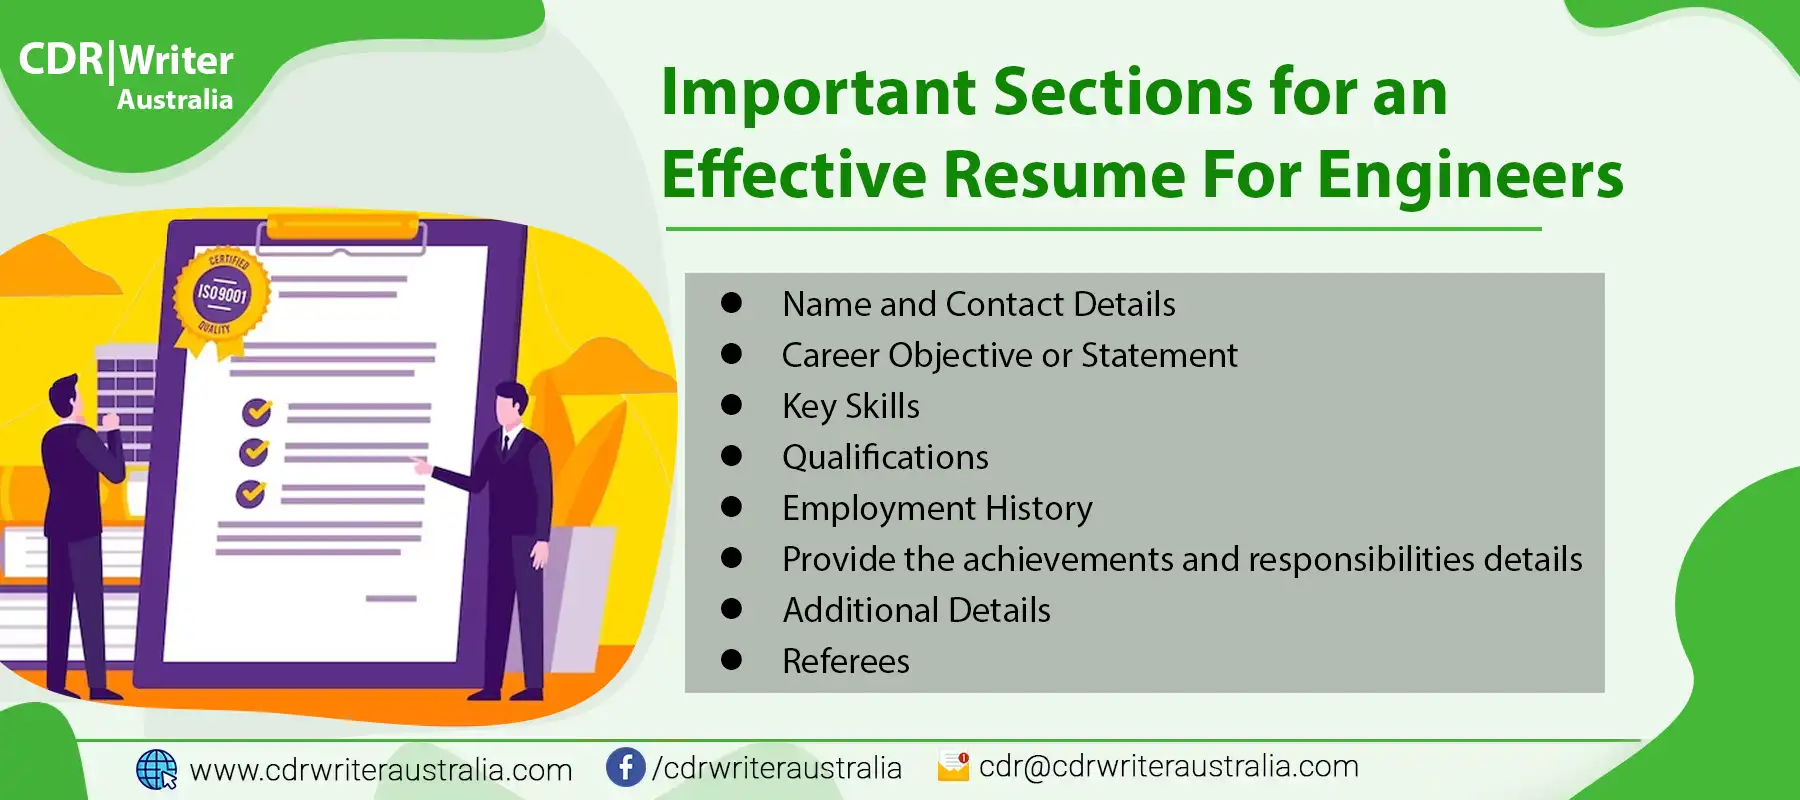 CDR|Writer
Australia
Important Sections for an
Effective Resume For Engineers
CERTIFIED
ISO9001
QUALITY
● Name and Contact Details
● Career Objective or Statement
● Key Skills
● Qualifications
● Employment History
● Provide the achievements and responsibilities details
● Additional Details
● Referees
www.cdrwriteraustralia.com
/cdrwriteraustralia
cdr@cdrwriteraustralia.com